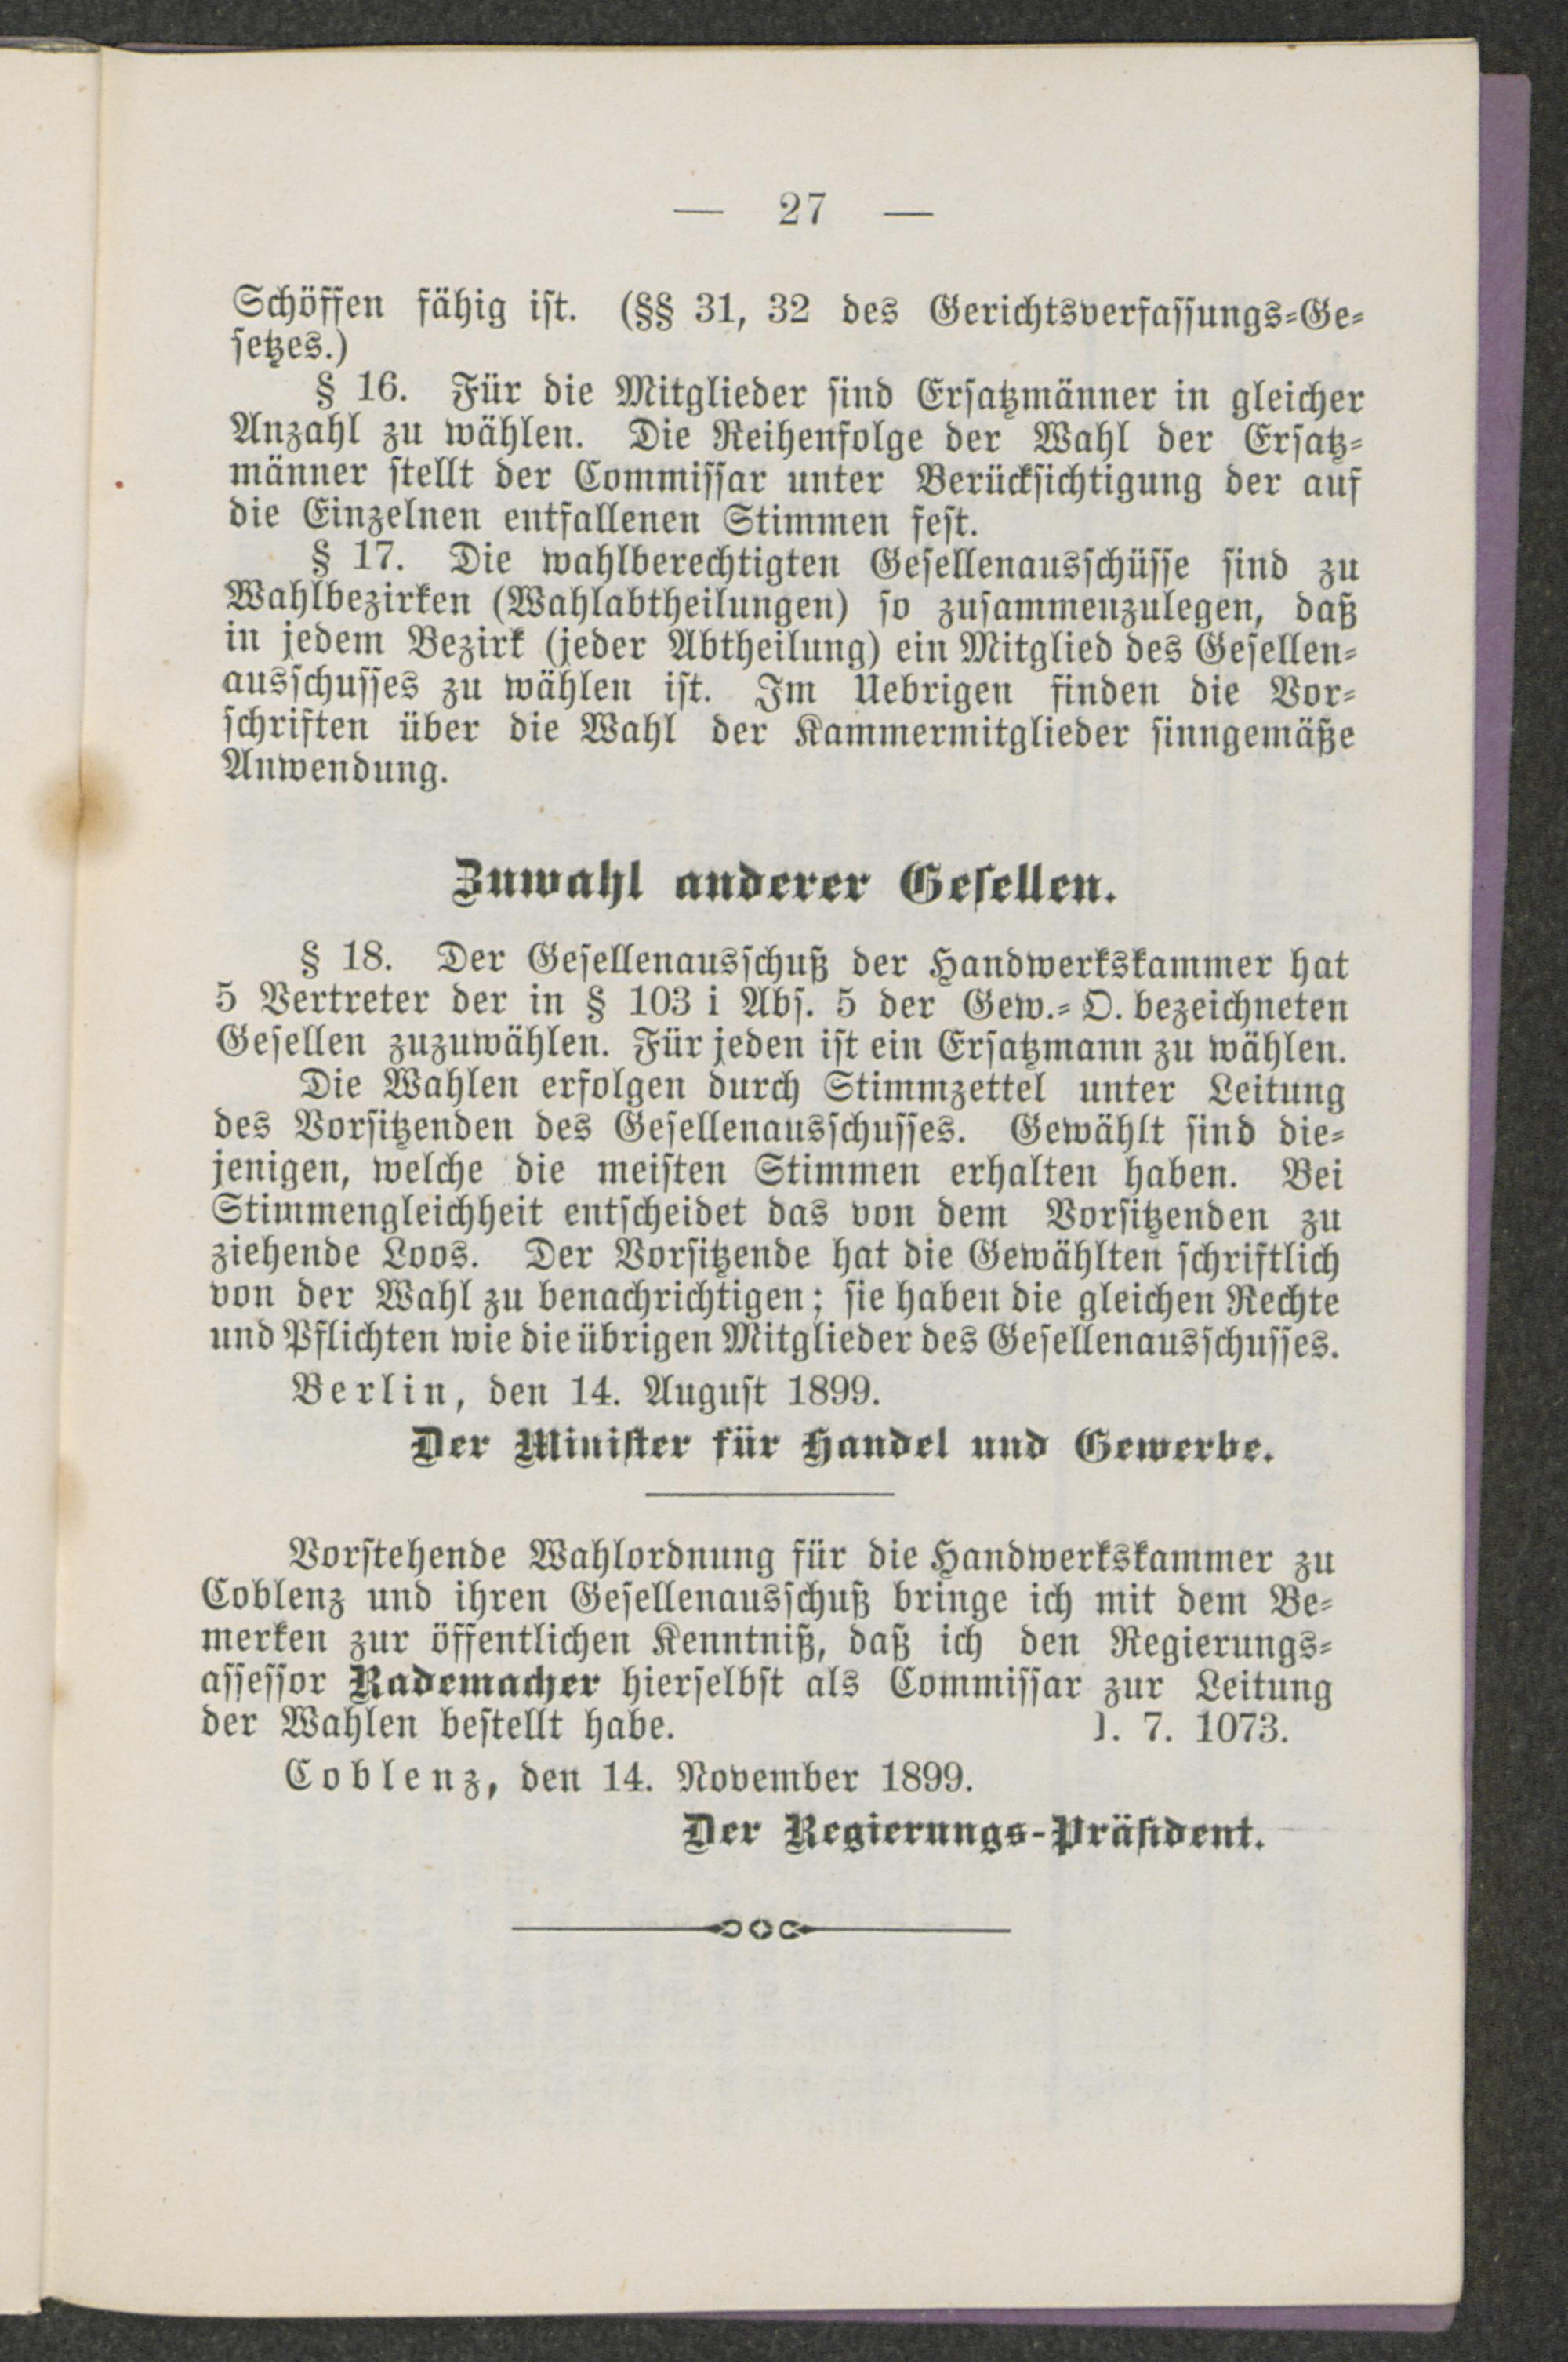 — 27 —
Schöffen fähig ist. (§§ 31, 32 des Gerichtsverfassungs-Ge-
setzes.)
§ 16. Für die Mitglieder sind Ersatzmänner in gleicher
Anzahl zu wählen. Die Reihenfolge der Wahl der Ersatz-
männer stellt der Commissar unter Berücksichtigung der auf
die Einzelnen entfallenen Stimmen fest.
§ 17. Die wahlberechtigten Gesellenausschüsse sind zu
Wahlbezirken (Wahlabtheilungen) so zusammenzulegen, daß
in jedem Bezirk (jeder Abtheilung) ein Mitglied des Gesellen-
ausschusses zu wählen ist. Im Uebrigen finden die Vor-
schriften über die Wahl der Kammermitglieder sinngemäße
Anwendung.
Zuwahl anderer Gesellen.
§ 18. Der Gesellenausschuß der Handwerkskammer hat
5 Vertreter der in § 103 i Abs. 5 der Gew.-O. bezeichneten
Gesellen zuzuwählen. Für jeden ist ein Ersatzmann zu wählen.
Die Wahlen erfolgen durch Stimmzettel unter Leitung
des Vorsitzenden des Gesellenausschusses. Gewählt sind die-
jenigen, welche die meisten Stimmen erhalten haben. Bei
Stimmengleichheit entscheidet das von dem Vorsitzenden zu
ziehende Loos. Der Vorsitzende hat die Gewählten schriftlich
von der Wahl zu benachrichtigen; sie haben die gleichen Rechte
und Pflichten wie die übrigen Mitglieder des Gesellenausschusses.
Berlin, den 14. August 1899.
Der Minister für Handel und Gewerbe.
Vorstehende Wahlordnung für die Handwerkskammer zu
Coblenz und ihren Gesellenausschuß bringe ich mit dem Be-
merken zur öffentlichen Kenntniß, daß ich den Regierungs-
assessor Rademacher hierselbst als Commissar zur Leitung
der Wahlen bestellt habe. I. 7. 1073.
Coblenz, den 14. November 1899.
Der Regierungs-Präsident.